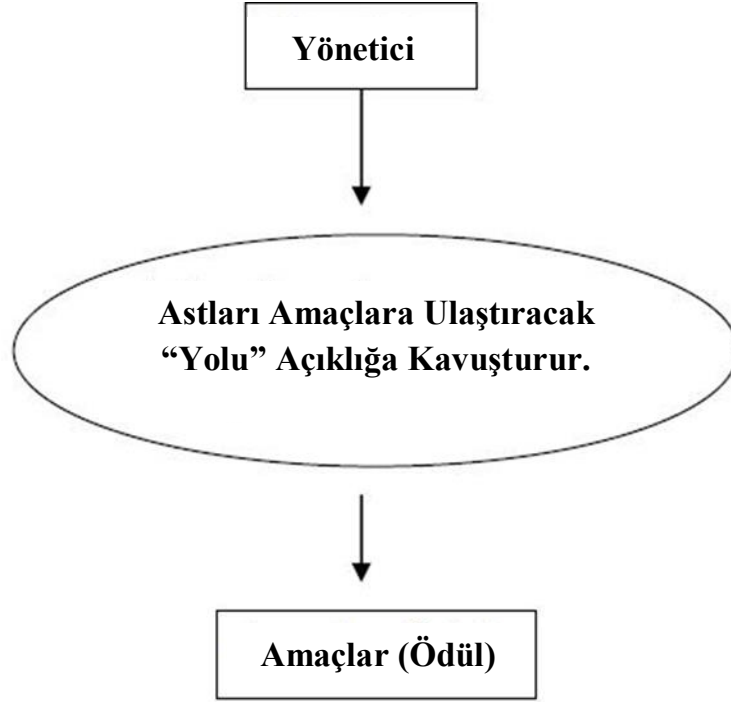 Yönetici
Astları Amaçlara Ulaştıracak
“Yolu” Açıklığa Kavuşturur.
Amaçlar (Ödül)